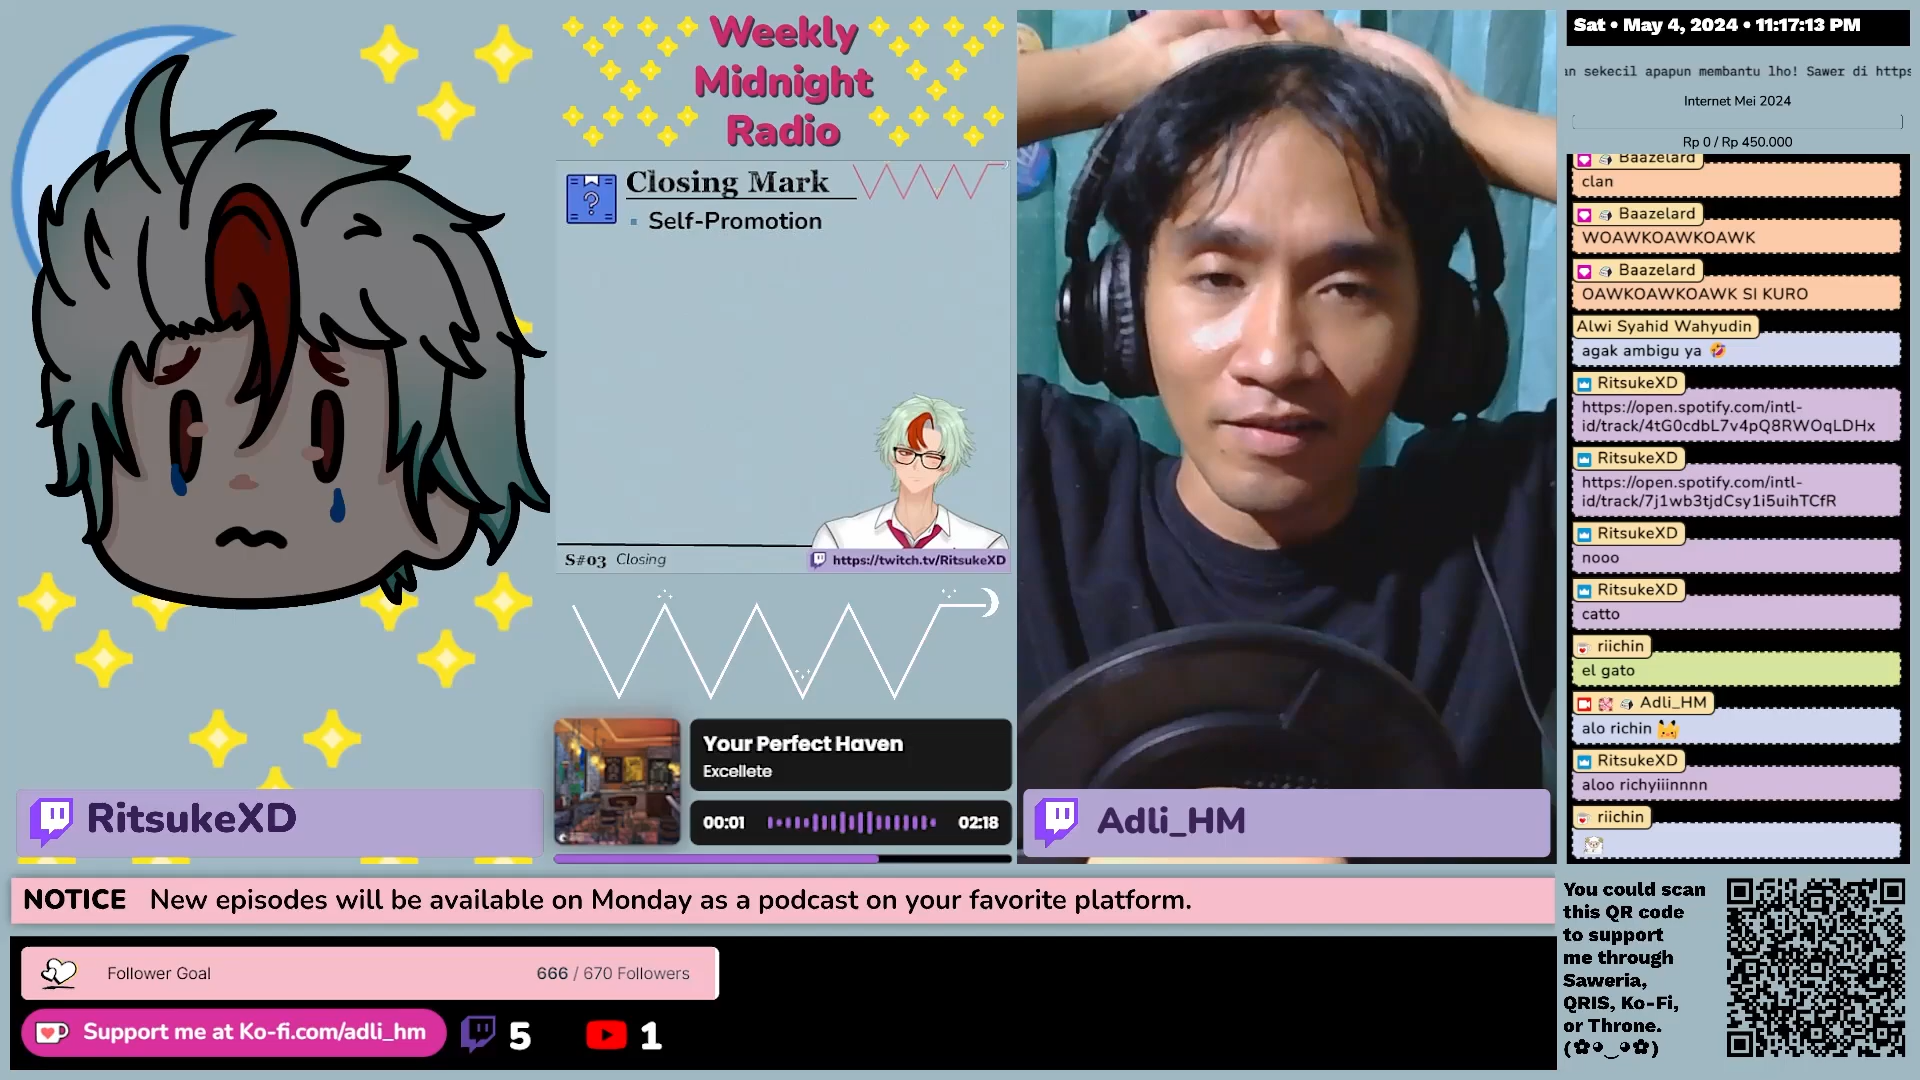 Weekly
Midnight
Radio
Closing Mark
Self-Promotion
S#03 Closing
https://twitch.tv/RitsukeXD
Your Perfect Haven
Excellete
00:01
02:18
RitsukeXD
Adli_HM
Sat • May 4, 2024 • 11:17:13 PM
an sekecil apapun membantu lho! Sawer di https
Internet Mei 2024
Rp 0 / Rp 450.000
Baazelard
clan
Baazelard
WOAWKOAWKOAWK
Baazelard
OAWKOAWKOAWK SI KURO
Alwi Syahid Wahyudin
agak ambigu ya 🤣
RitsukeXD
https://open.spotify.com/intl-
id/track/4tG0cdbL7v4pQ8RWOqLDHx
RitsukeXD
https://open.spotify.com/intl-
id/track/7j1wb3tjdCsy1i5uihTCfR
RitsukeXD
nooo
RitsukeXD
catto
riichin
el gato
Adli_HM
alo richin
RitsukeXD
aloo richyiiinnnn
riichin
NOTICE New episodes will be available on Monday as a podcast on your favorite platform.
Follower Goal
666 / 670 Followers
Support me at Ko-fi.com/adli_hm
5
1
You could scan
this QR code
to support
me through
Saweria,
QRIS, Ko-Fi,
or Throne.
(✿◕‿◕✿)